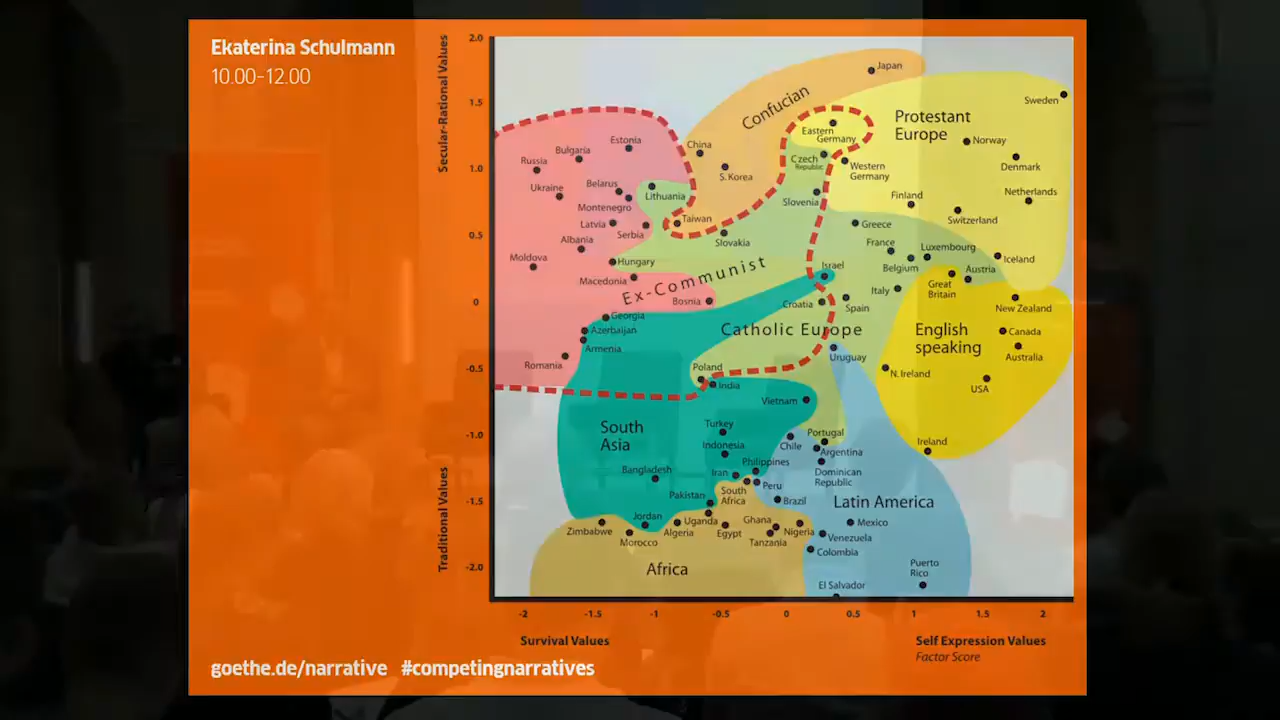 Ekaterina Schulmann
10.00-12.00
Secular-Rational Values
Traditional Values
2.0
1.5
1.0
0.5
0
-0.5
-1.0
-1.5
-2.0
Japan
Confucian
Sweden
Protestant
Europe
Eastern
Germany
Norway
Estonia
China
Bulgaria
Russia
Czech
Republic
Western
Germany
Denmark
S. Korea
Ukraine
Belarus
Lithuania
Montenegro
Slovenia
Finland
Netherlands
Switzerland
Latvia
Serbia
Taiwan
Greece
Albania
Slovakia
France
Luxembourg
Moldova
Hungary
Macedonia
Ex-Communist
Israel
Belgium
Austria
Iceland
Bosnia
Croatia
Spain
Italy
Great
Britain
New Zealand
Georgia
Azerbaijan
Armenia
Catholic Europe
English
speaking
Canada
Australia
Romania
Poland
India
Uruguay
N. Ireland
USA
Vietnam
South
Asia
Turkey
Indonesia
Chile
Portugal
Argentina
Ireland
Bangladesh
Iran
Philippines
Peru
Dominican
Republic
Pakistan
South
Africa
Brazil
Latin America
Zimbabwe
Jordan
Morocco
Algeria
Uganda
Egypt
Ghana
Tanzania
Nigeria
Mexico
Venezuela
Colombia
Africa
El Salvador
Puerto
Rico
-2
-1.5
-1
-0.5
0
0.5
1
1.5
2
Survival Values
Self Expression Values
Factor Score
goethe.de/narrative #competingnarratives